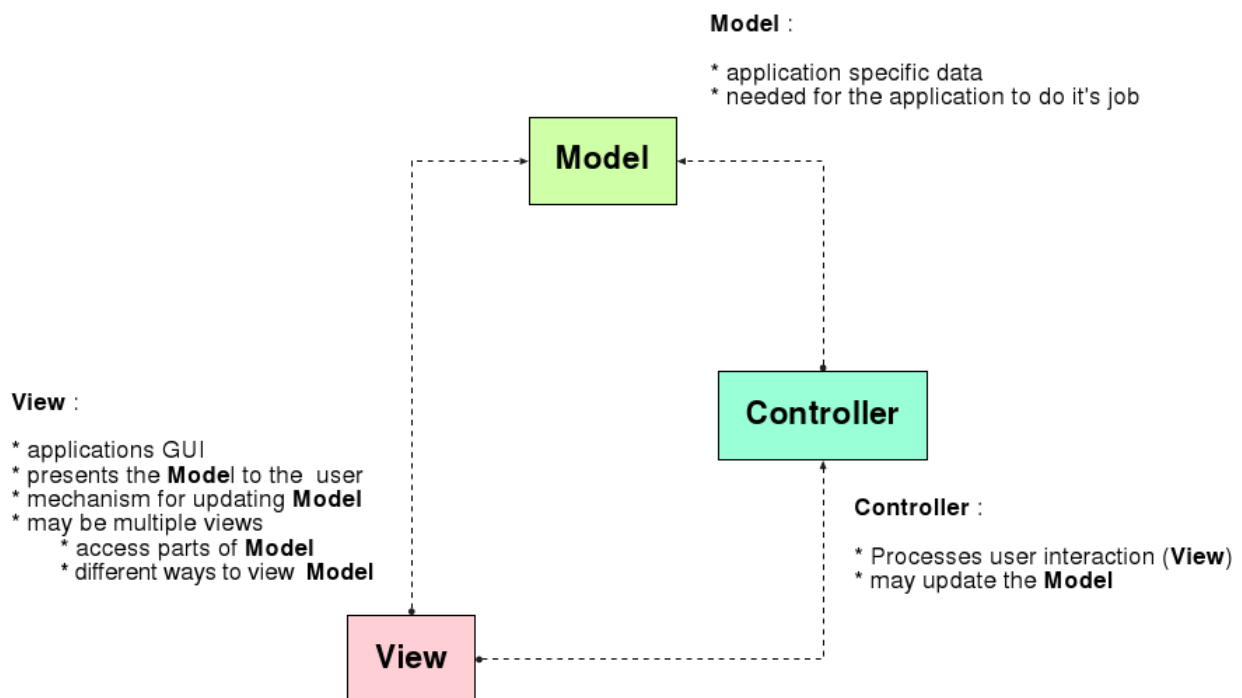 Model :
* application specific data
* needed for the application to do it's job
Model
Controller
View :
* applications GUI
* presents the Model to the  user
* mechanism for updating Model
* may be multiple views
* access parts of Model
* different ways to view  Model
Controller :
* Processes user interaction (View)
* may update the Model
View